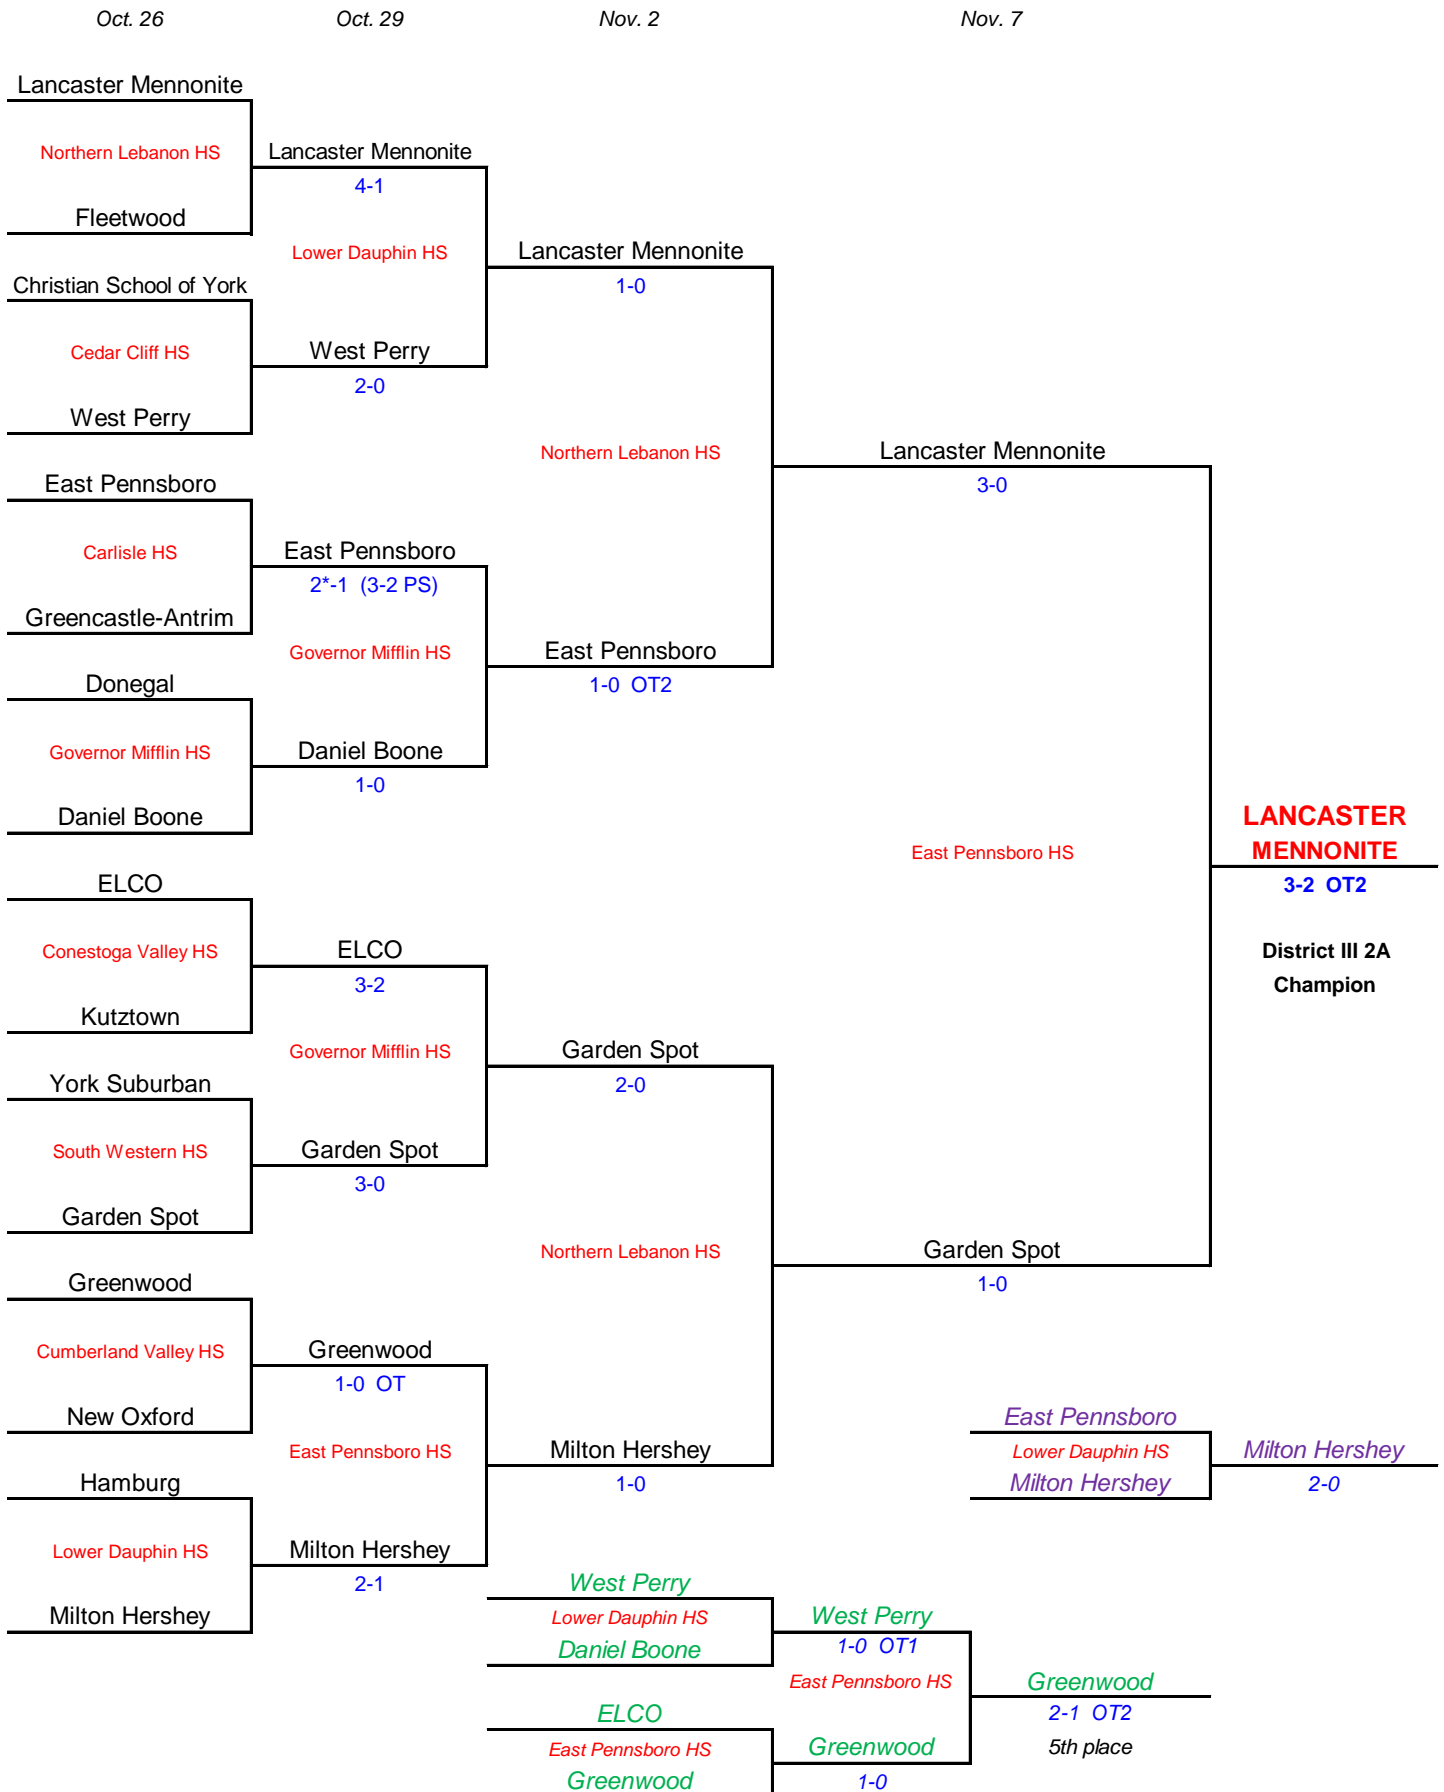 Oct. 26
Oct. 29
Nov. 2
Nov. 7
Lancaster Mennonite
Northern Lebanon HS
Fleetwood
Christian School of York
Cedar Cliff HS
West Perry
East Pennsboro
Carlisle HS
Greencastle-Antrim
Donegal
Governor Mifflin HS
Daniel Boone
ELCO
Conestoga Valley HS
Kutztown
York Suburban
South Western HS
Garden Spot
Greenwood
Cumberland Valley HS
New Oxford
Hamburg
Lower Dauphin HS
Milton Hershey
Lancaster Mennonite
4-1
Lower Dauphin HS
West Perry
2-0
East Pennsboro
2*-1 (3-2 PS)
Governor Mifflin HS
Daniel Boone
1-0
ELCO
3-2
Governor Mifflin HS
Garden Spot
3-0
Greenwood
1-0 OT
East Pennsboro HS
Milton Hershey
2-1
Lancaster Mennonite
1-0
Northern Lebanon HS
East Pennsboro
1-0 OT2
Garden Spot
2-0
Northern Lebanon HS
Milton Hershey
1-0
Lancaster Mennonite
3-0
East Pennsboro HS
Garden Spot
1-0
LANCASTER
MENNONITE
3-2 OT2
District III 2A
Champion
East Pennsboro
Lower Dauphin HS
Milton Hershey
Milton Hershey
2-0
West Perry
Lower Dauphin HS
Daniel Boone
ELCO
East Pennsboro HS
Greenwood
West Perry
1-0 OT1
East Pennsboro HS
Greenwood
1-0
Greenwood
2-1 OT2
5th place